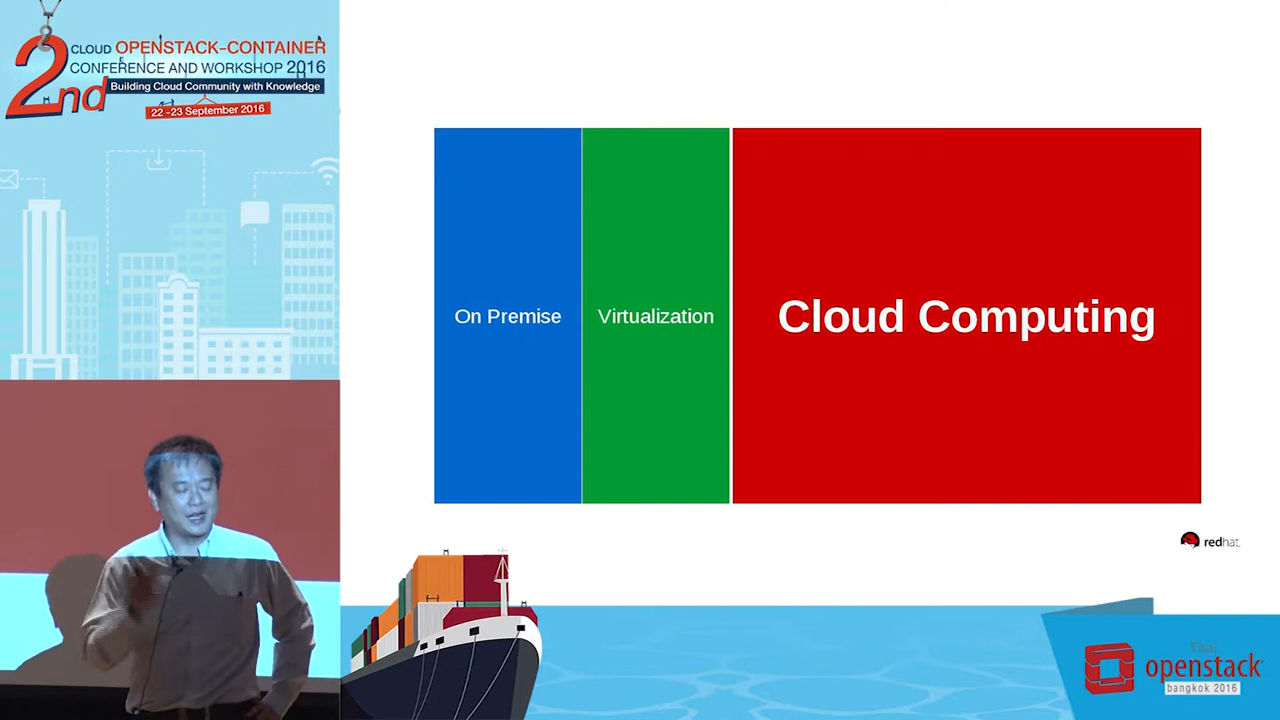 2nd
CLOUD OPENSTACK-CONTAINER
CONFERENCE AND WORKSHOP 2016
Building Cloud Community with Knowledge
22 -23 September 2016
On Premise
Virtualization
Cloud Computing
redhat.
Thai
openstack
bangkok 2016